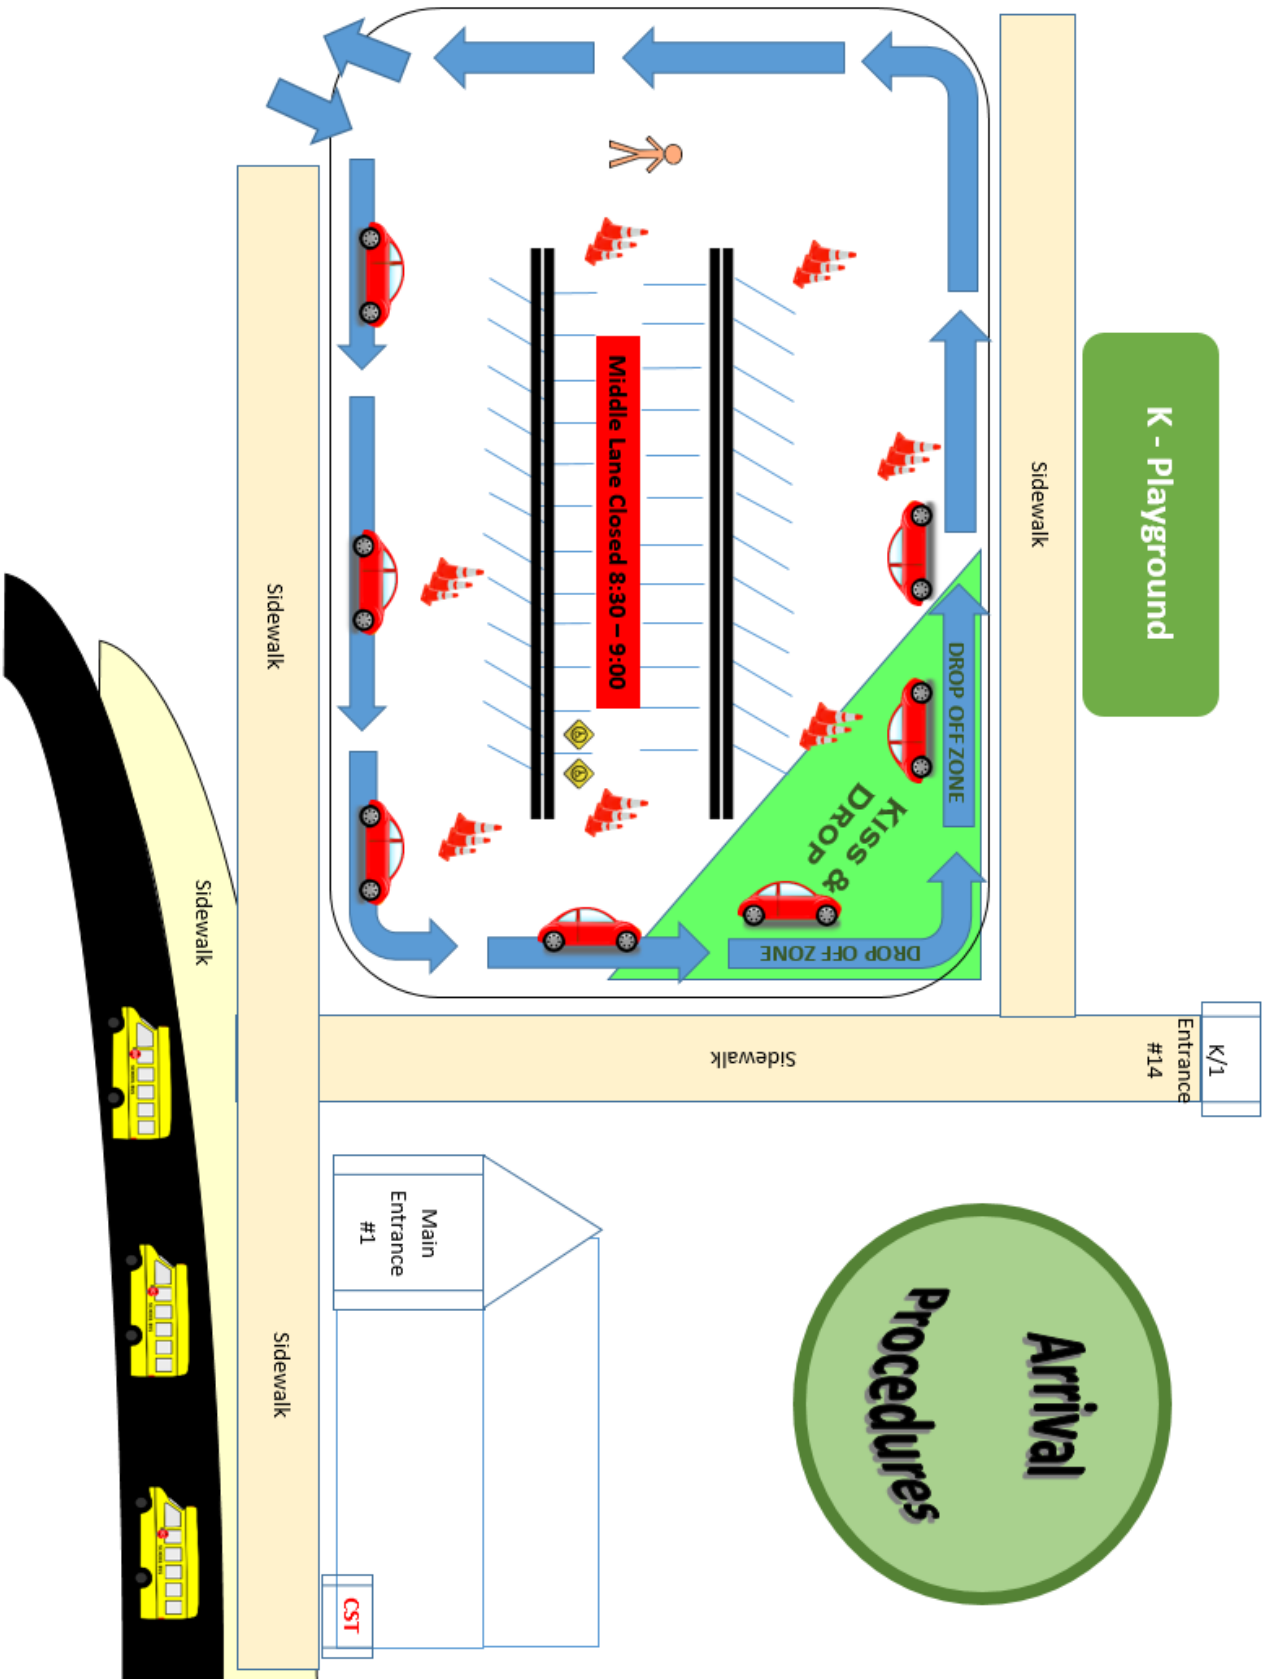 K - Playground
Sidewalk
Middle Lane Closed 8:30 – 9:00
DROP OFF ZONE
KISS &
DROP
DROP OFF ZONE
Sidewalk
Sidewalk
Sidewalk
K/1
Entrance
#14
Main
Entrance
#1
Sidewalk
CST
Arrival
Procedures